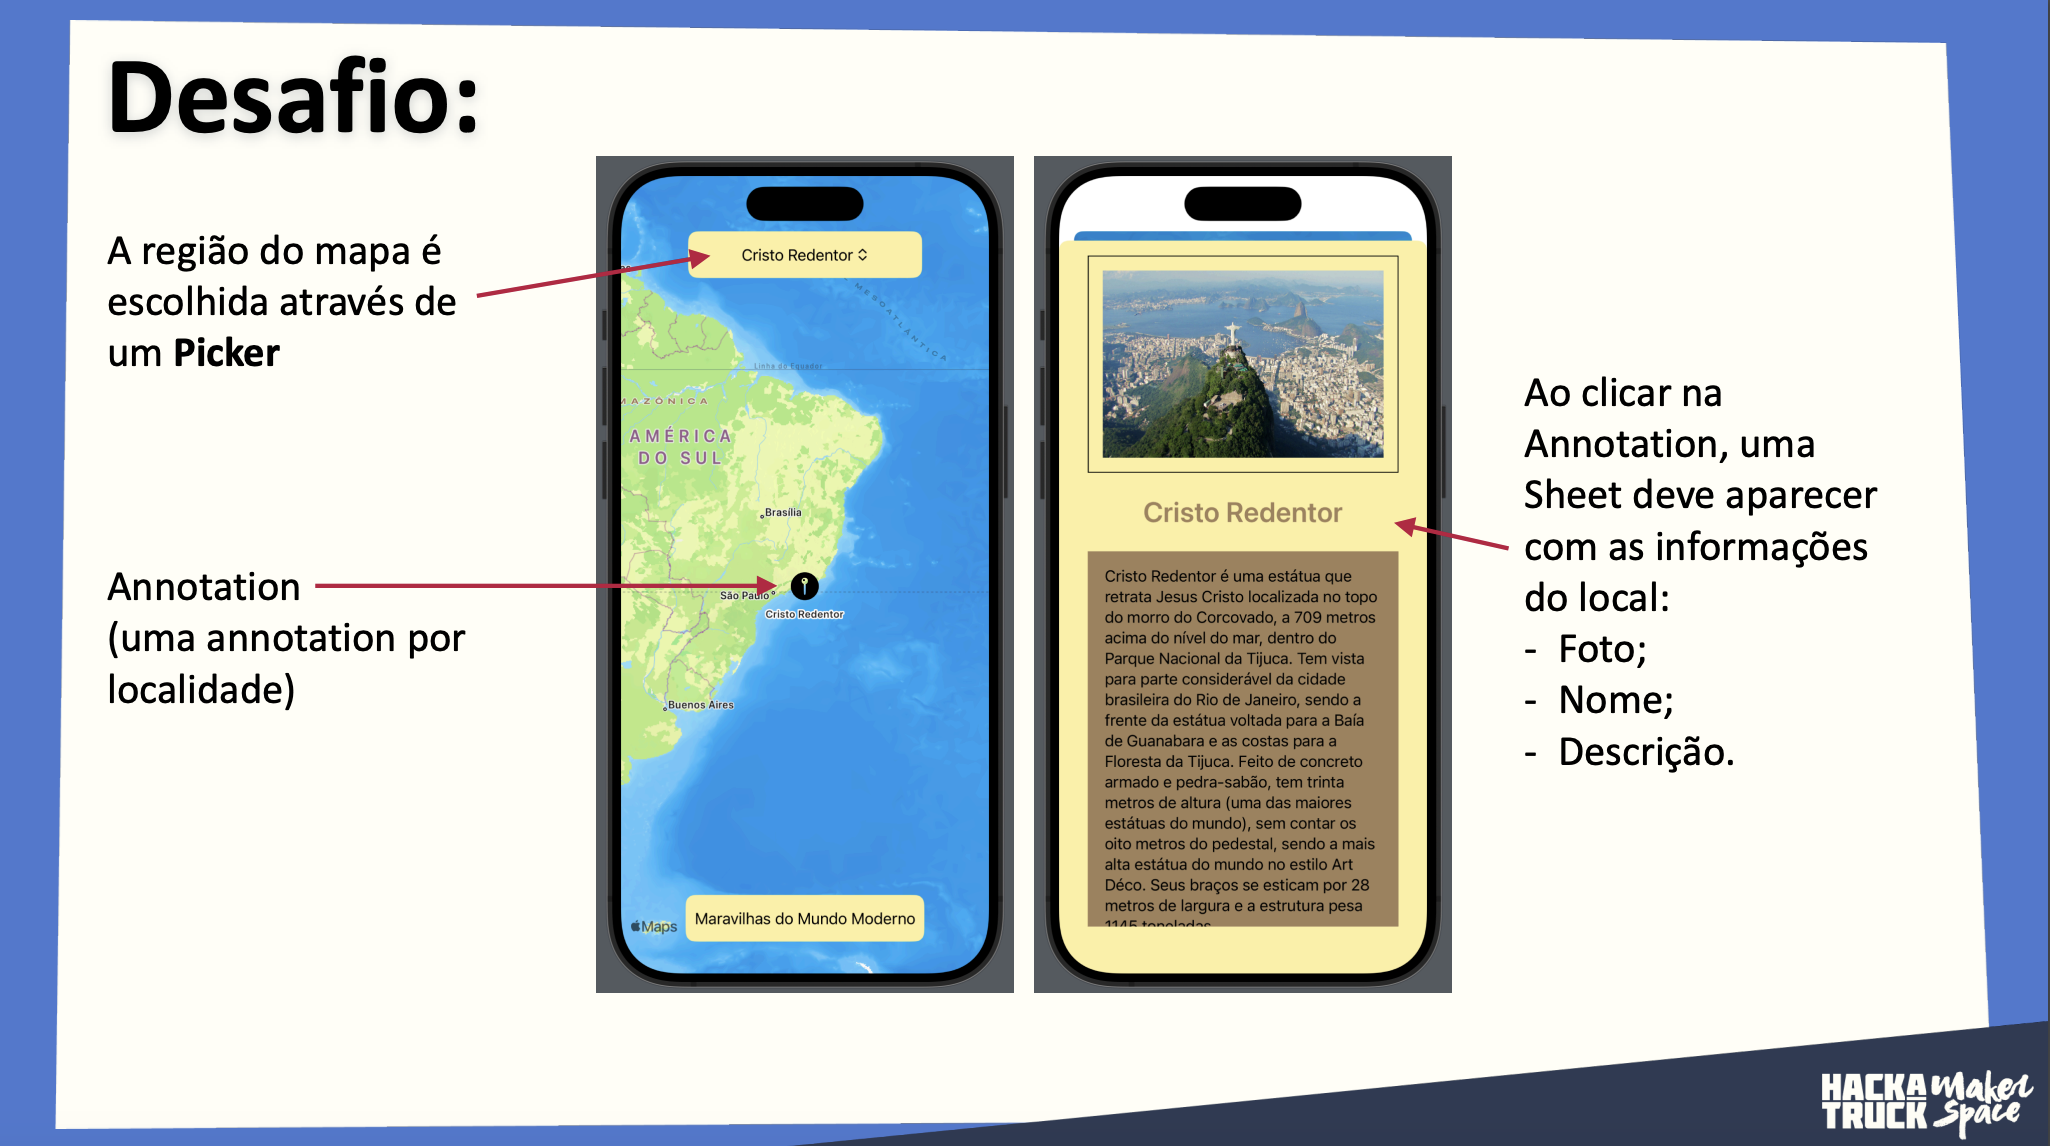 Desafio:
A região do mapa é
escolhida através de
um Picker
Annotation
(uma annotation por
localidade)
Cristo Redentor
MESOATLÂNTICA
Linha do Equador
AMAZÔNICA
AMÉRICA
DO SUL
Brasília
São Paulo
Cristo Redentor
Buenos Aires
Maps
Maravilhas do Mundo Moderno
Cristo Redentor
Cristo Redentor é uma estátua que
retrata Jesus Cristo localizada no topo
do morro do Corcovado, a 709 metros
acima do nível do mar, dentro do
Parque Nacional da Tijuca. Tem vista
para parte considerável da cidade
brasileira do Rio de Janeiro, sendo a
frente da estátua voltada para a Baía
de Guanabara e as costas para a
Floresta da Tijuca. Feito de concreto
armado e pedra-sabão, tem trinta
metros de altura (uma das maiores
estátuas do mundo), sem contar os
oito metros do pedestal, sendo a mais
alta estátua do mundo no estilo Art
Déco. Seus braços se esticam por 28
metros de largura e a estrutura pesa
1145 toneladas
Ao clicar na
Annotation, uma
Sheet deve aparecer
com as informações
do local:
- Foto;
- Nome;
- Descrição.
HACKA Maker
TRUCK Space